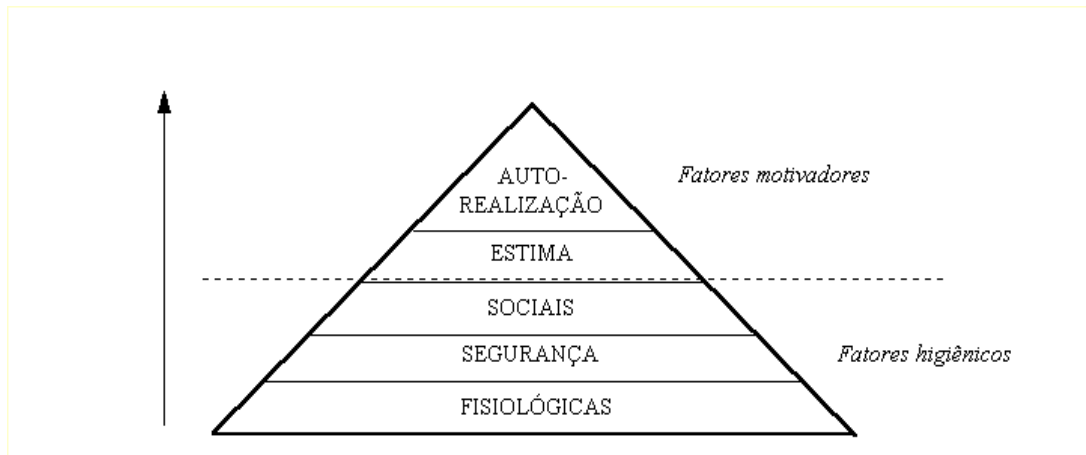 AUTO-
REALIZAÇÃO
Fatores motivadores
ESTIMA
SOCIAIS
SEGURANÇA
Fatores higiênicos
FISIOLÓGICAS